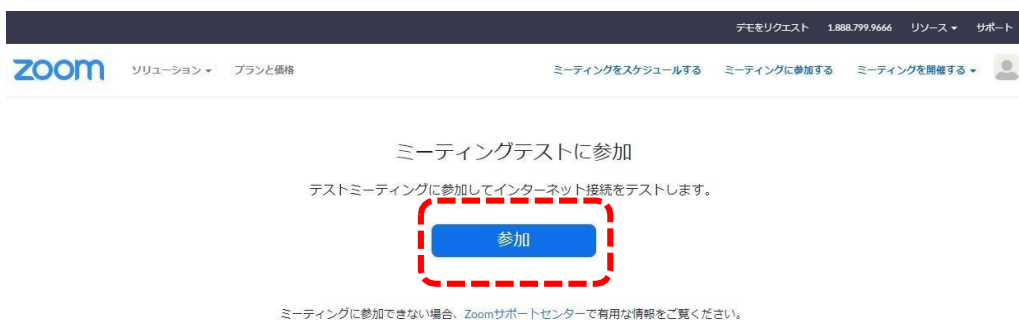 デモをリクエスト 1.888.799.9666 リソース サポート
zoom ソリューション プランと価格 ミーティングをスケジュールする ミーティングに参加する ミーティングを開催する
ミーティングテストに参加
テストミーティングに参加してインターネット接続をテストします。
参加
ミーティングに参加できない場合、Zoomサポートセンターで有用な情報をご覧ください。